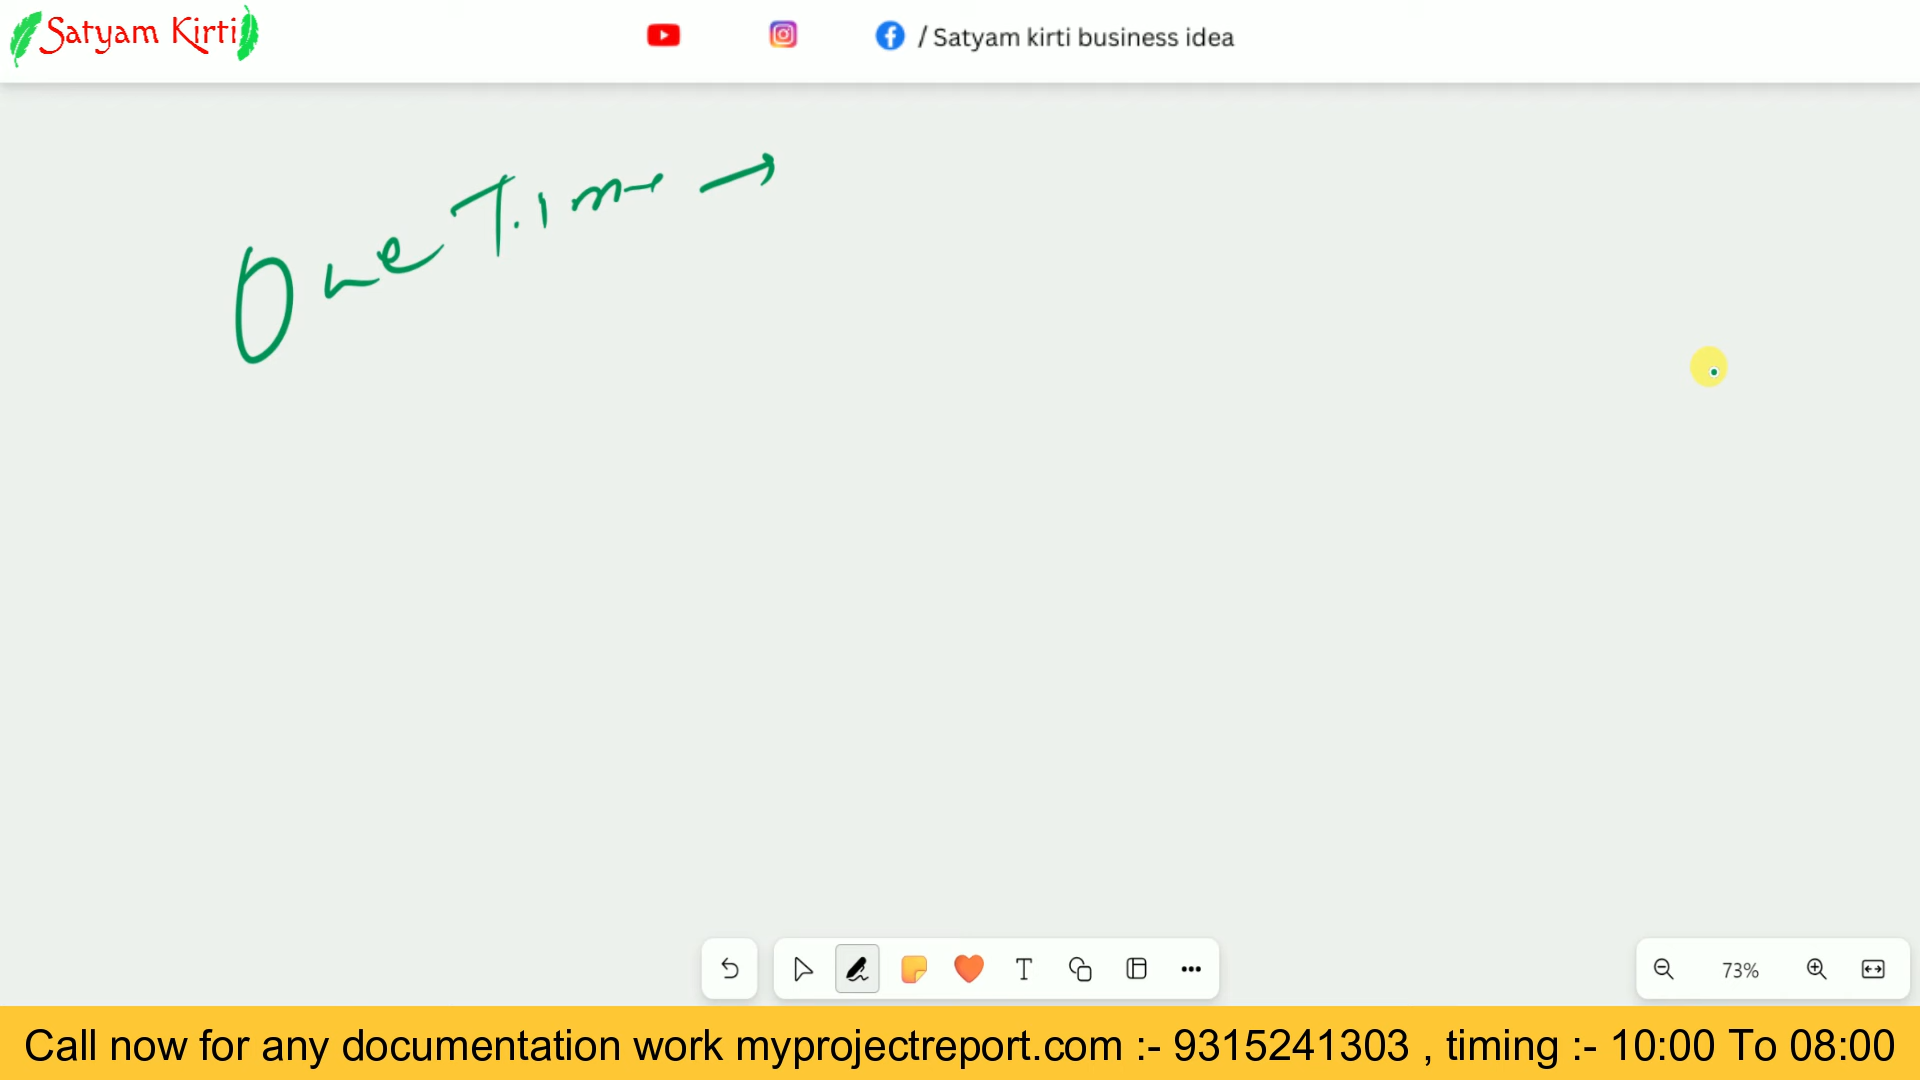 Satyam Kirti
/ Satyam kirti business idea
One Time →
73%
Call now for any documentation work myprojectreport.com :- 9315241303 , timing :- 10:00 To 08:00